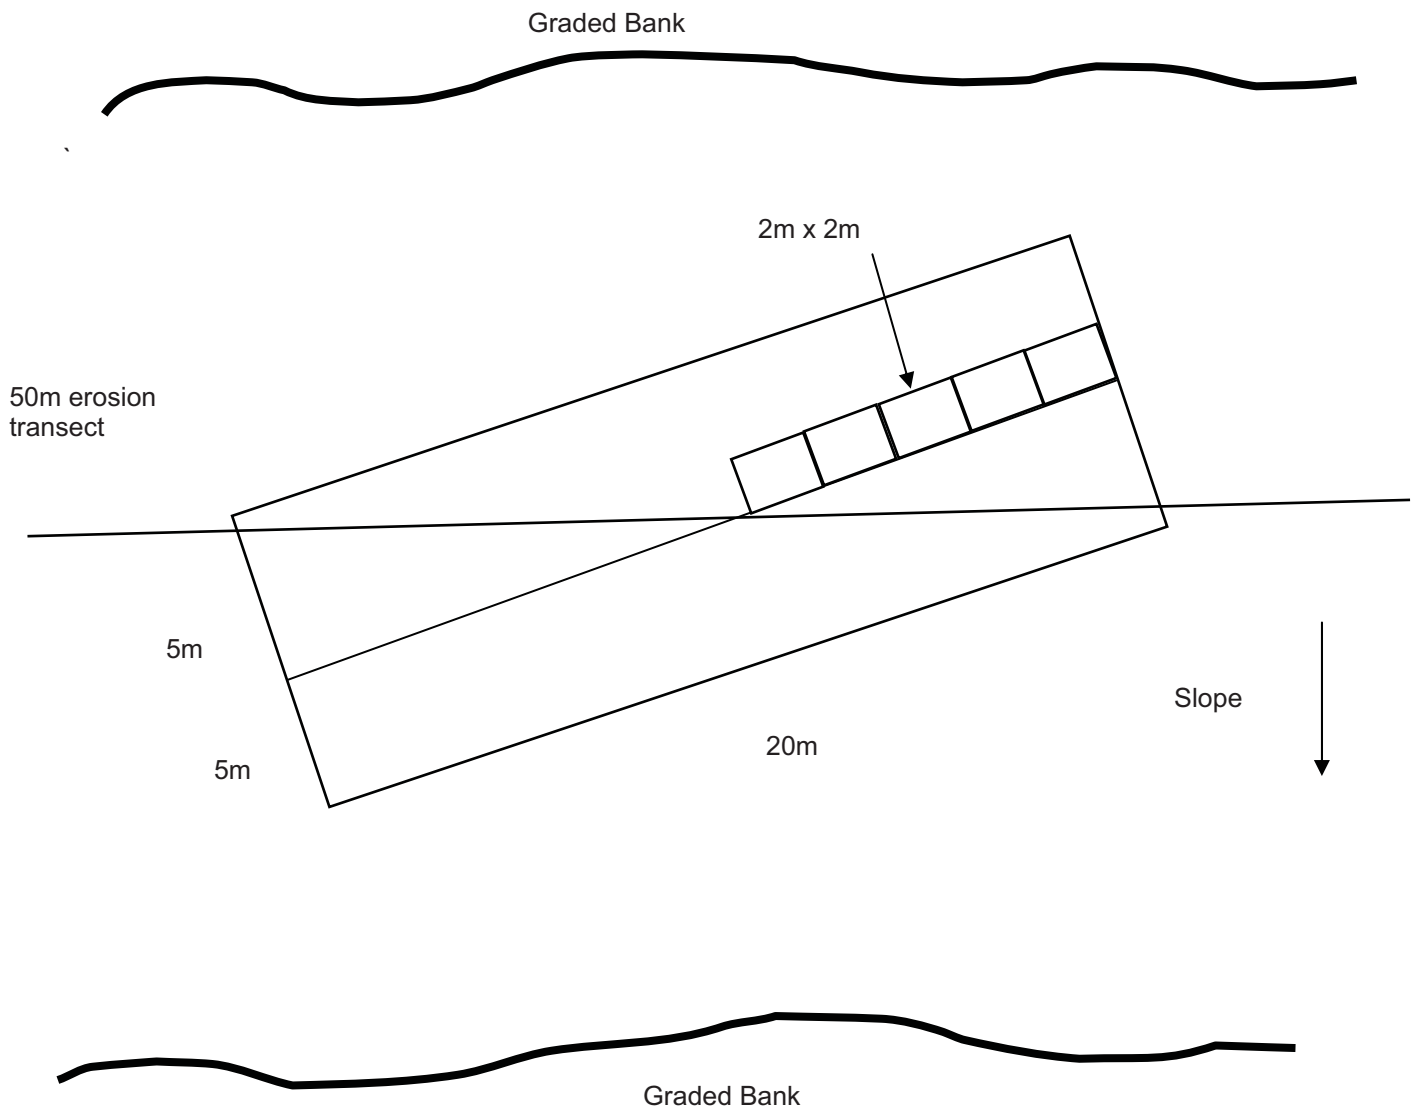 Graded Bank
`
2m x 2m
50m erosion
transect
5m
Slope
20m
5m
Graded Bank